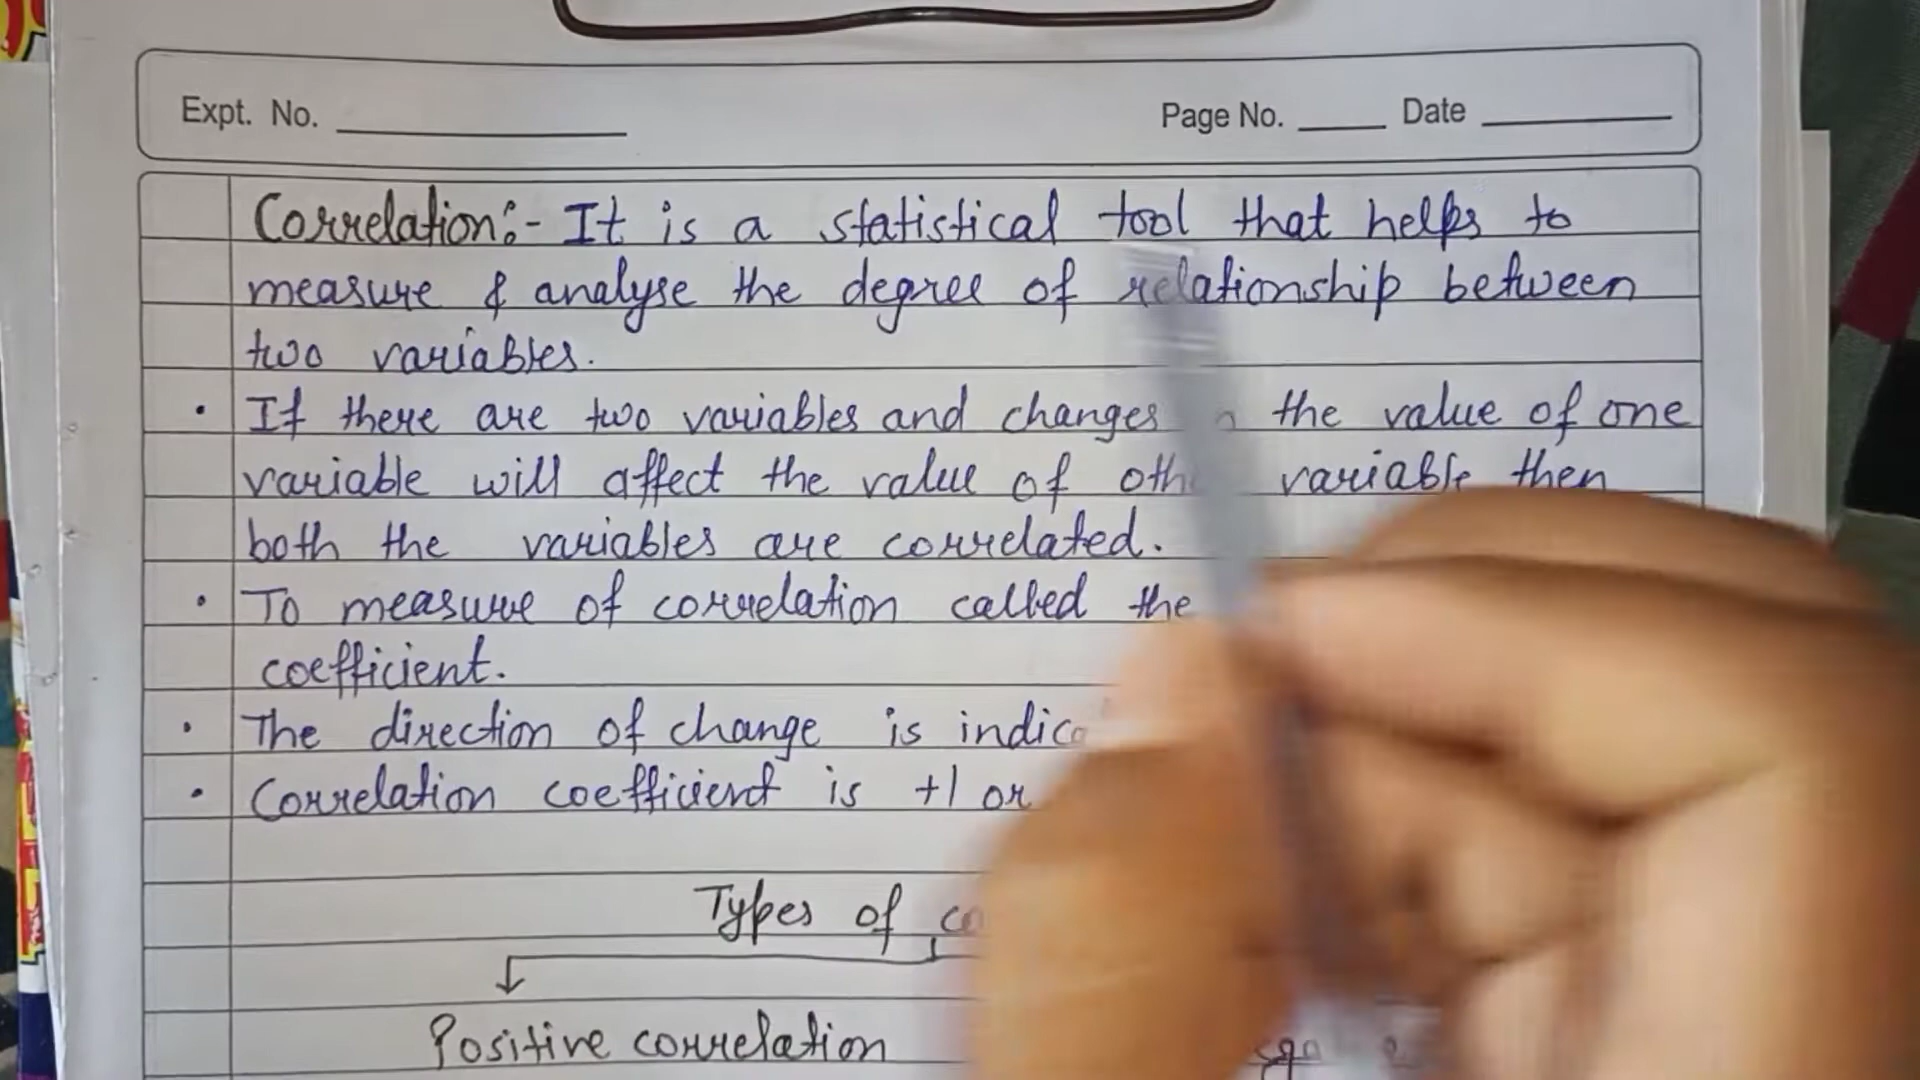 Expt. No.
Page No. Date
Correlation:- It is a statistical tool that helps to
measure & analyse the degree of relationship between
two variables.
• If there are two variables and changes the value of one
variable will affect the value of variable then
both the variables are correlated.
• To measure of correlation called the
coefficient.
• The direction of change is
• Correlation coefficient is +1 or
Types of
Positive correlation